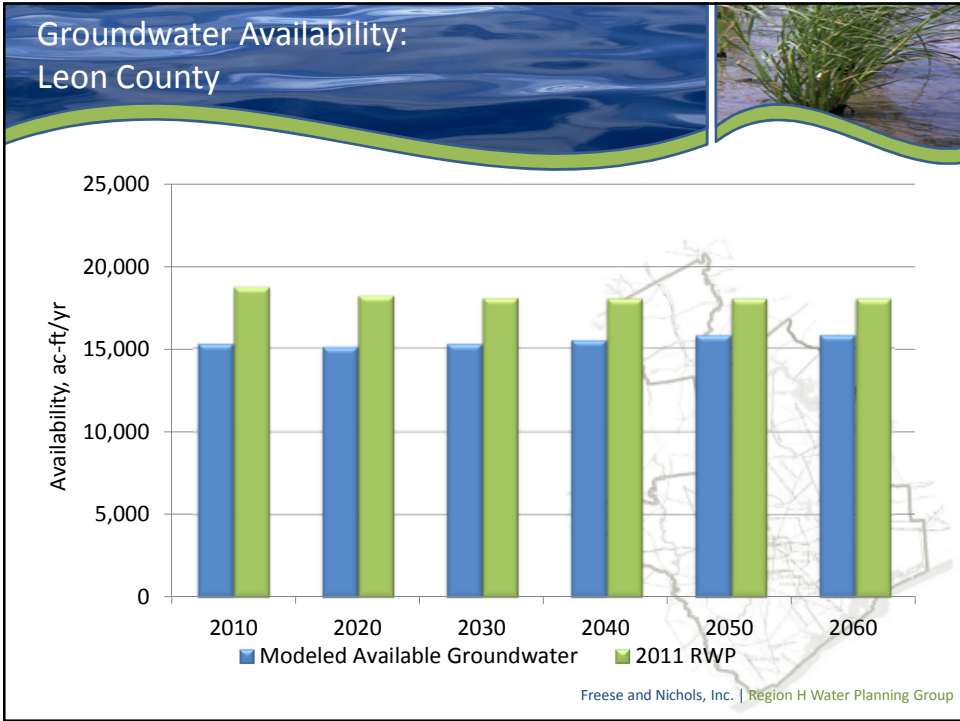 Groundwater Availability:
Leon County
25,000
20,000
15,000
10,000
5,000
0
Availability, ac-ft/yr
2010 2020 2030 2040 2050 2060
Modeled Available Groundwater 2011 RWP
Freese and Nichols, Inc. | Region H Water Planning Group